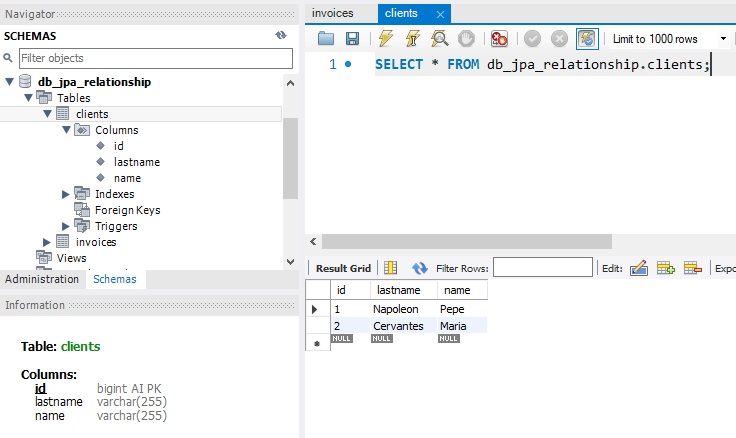 Navigator
SCHEMAS
Filter objects
db_jpa_relationship
Tables
clients
Columns
id
lastname
name
Indexes
Foreign Keys
Triggers
invoices
Views
Administration Schemas
Information
Table: clients
Columns:
id bigint AI PK
lastname varchar(255)
name varchar(255)
invoices clients
Limit to 1000 rows
1 SELECT * FROM db_jpa_relationship.clients;
Result Grid Filter Rows: Edit: Expo
id lastname name
1 Napoleon Pepe
2 Cervantes Maria
NULL NULL NULL